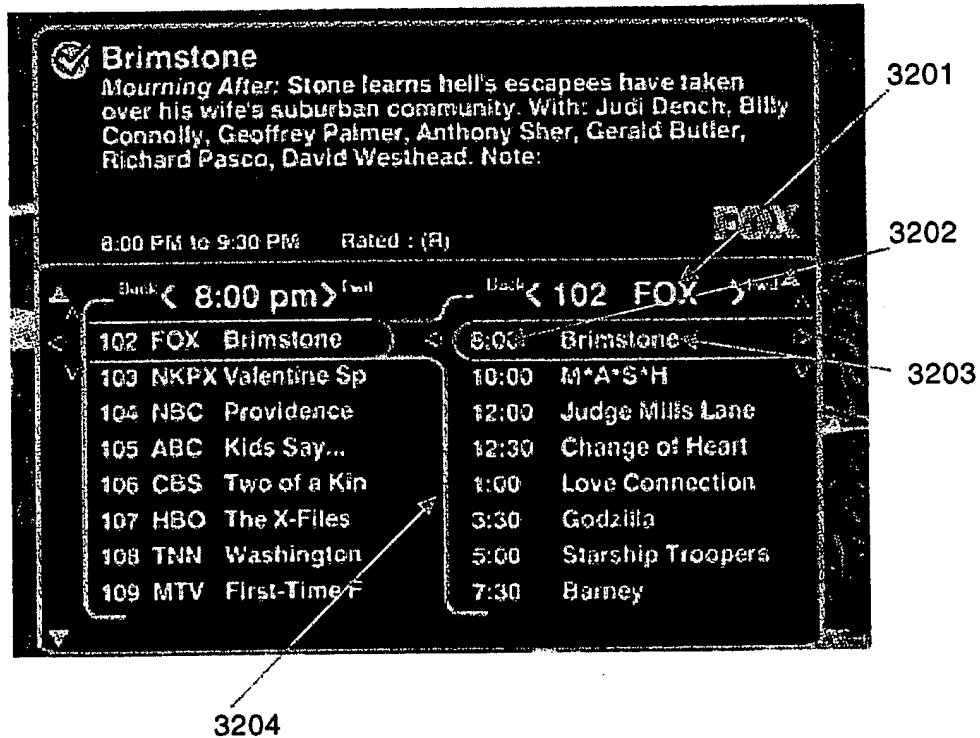 Brimstone
Mourning After: Stone learns hell's escapees have taken
over his wife's suburban community. With: Judi Dench, Billy
Connolly, Geoffrey Palmer, Anthony Sher, Gerald Butler,
Richard Pasco, David Westhead. Note:
8:00 PM to 9:30 PM Rated : (R)
FOX
Back < 8:00 pm > Fwd
Back < 102 FOX > Fwd
102 FOX Brimstone
8:00 Brimstone
103 NKPX Valentine Sp
10:00 M*A*S*H
104 NBC Providence
12:00 Judge Mills Lane
105 ABC Kids Say...
12:30 Change of Heart
106 CBS Two of a Kin
1:00 Love Connection
107 HBO The X-Files
3:30 Godzilla
108 TNN Washington
5:00 Starship Troopers
109 MTV First-Time F
7:30 Barney
3201
3202
3203
3204